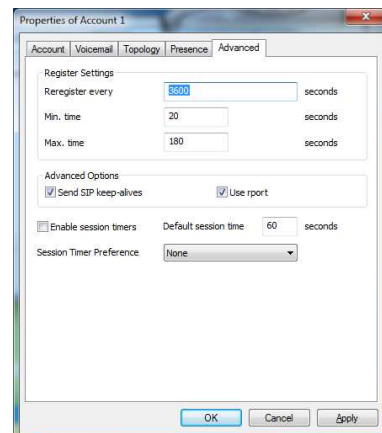 Properties of Account 1
Account Voicemail Topology Presence Advanced
Register Settings
Reregister every 3600 seconds
Min. time 20 seconds
Max. time 180 seconds
Advanced Options
Send SIP keep-alives Use rport
Enable session timers Default session time 60 seconds
Session Timer Preference None
OK Cancel Apply